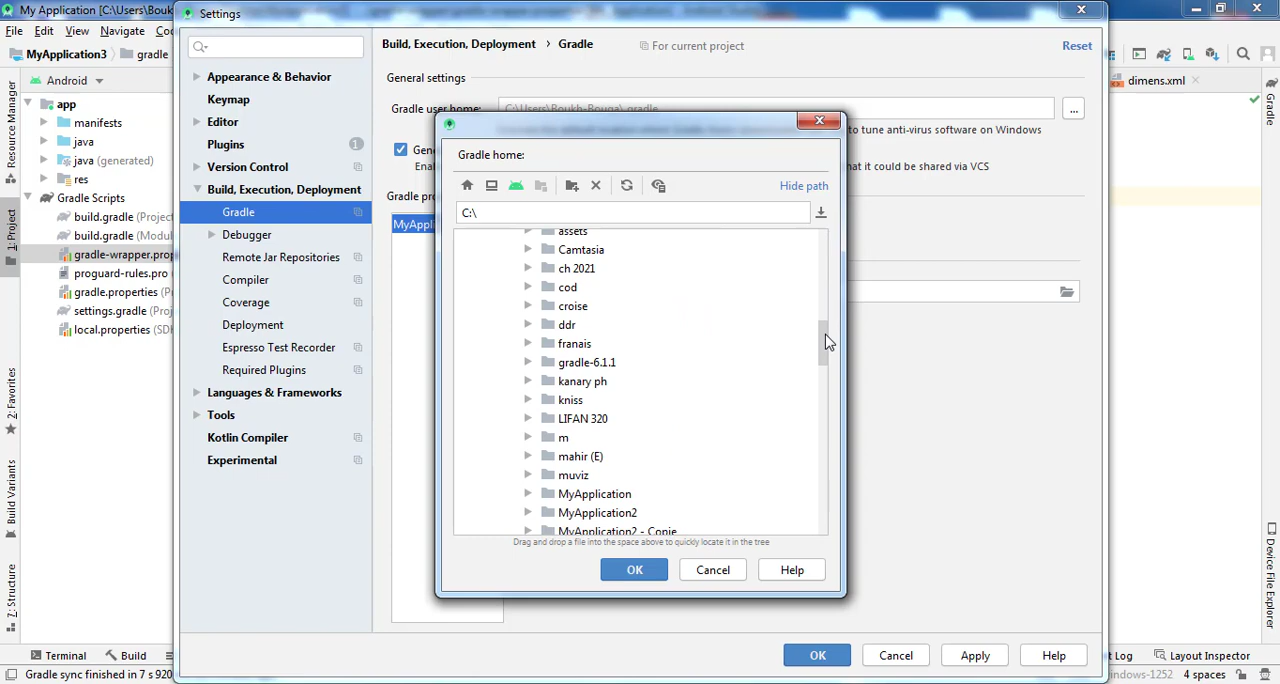 My Application [C:\Users\Boukh
Settings
File Edit View Navigate
MyApplication3 gradle
Build, Execution, Deployment › Gradle
For current project
Reset
Appearance & Behavior
Keymap
Editor
Plugins 1
Version Control
Build, Execution, Deployment
Gradle
Debugger
Remote Jar Repositories
Compiler
Coverage
Deployment
Espresso Test Recorder
Required Plugins
Languages & Frameworks
Tools
Kotlin Compiler
Experimental
General settings
Gradle user home: C:\Users\Boukh-Bouga\.gradle
...
to tune anti-virus software on Windows
that it could be shared via VCS
Gradle home:
Hide path
C:\
assets
Camtasia
ch 2021
cod
croise
ddr
franais
gradle-6.1.1
kanary ph
kniss
LIFAN 320
m
mahir (E)
muviz
MyApplication
MyApplication2
MyApplication2 - Copie
Drag and drop a file into the space above to quickly locate it in the tree
OK Cancel Help
OK Cancel Apply Help
Android
app
manifests
java
java (generated)
res
Gradle Scripts
build.gradle (Project
build.gradle (Modul
gradle-wrapper.prop
proguard-rules.pro
gradle.properties (P
settings.gradle (Proj
local.properties (SD
Resource Manager
1: Project
2: Favorites
Build Variants
Z: Structure
dimens.xml
Gradle
Device File Explorer
Terminal Build
t Log Layout Inspector
Gradle sync finished in 7 s 920
indows-1252 4 spaces